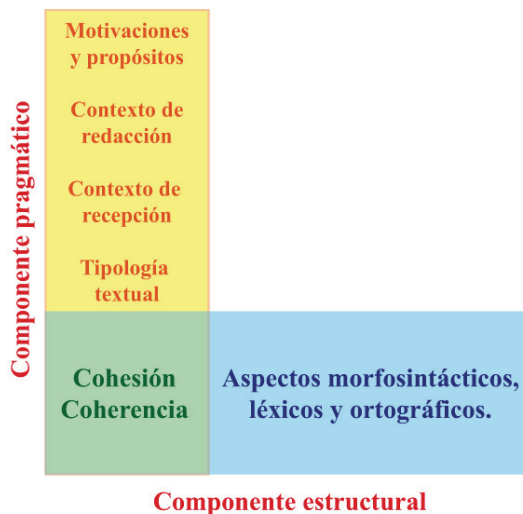 Motivaciones
y propósitos
Contexto de
redacción
Contexto de
recepción
Tipología
textual
Componente pragmático
Cohesión
Coherencia
Aspectos morfosintácticos,
léxicos y ortográficos.
Componente estructural